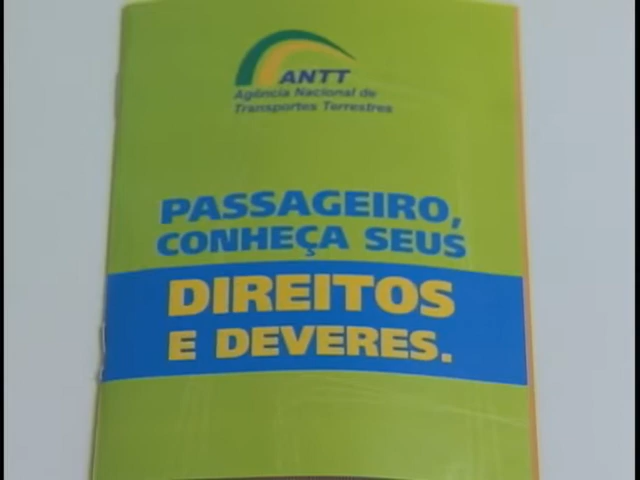 ANTT
Agência Nacional de
Transportes Terrestres
PASSAGEIRO,
CONHEÇA SEUS
DIREITOS
E DEVERES.